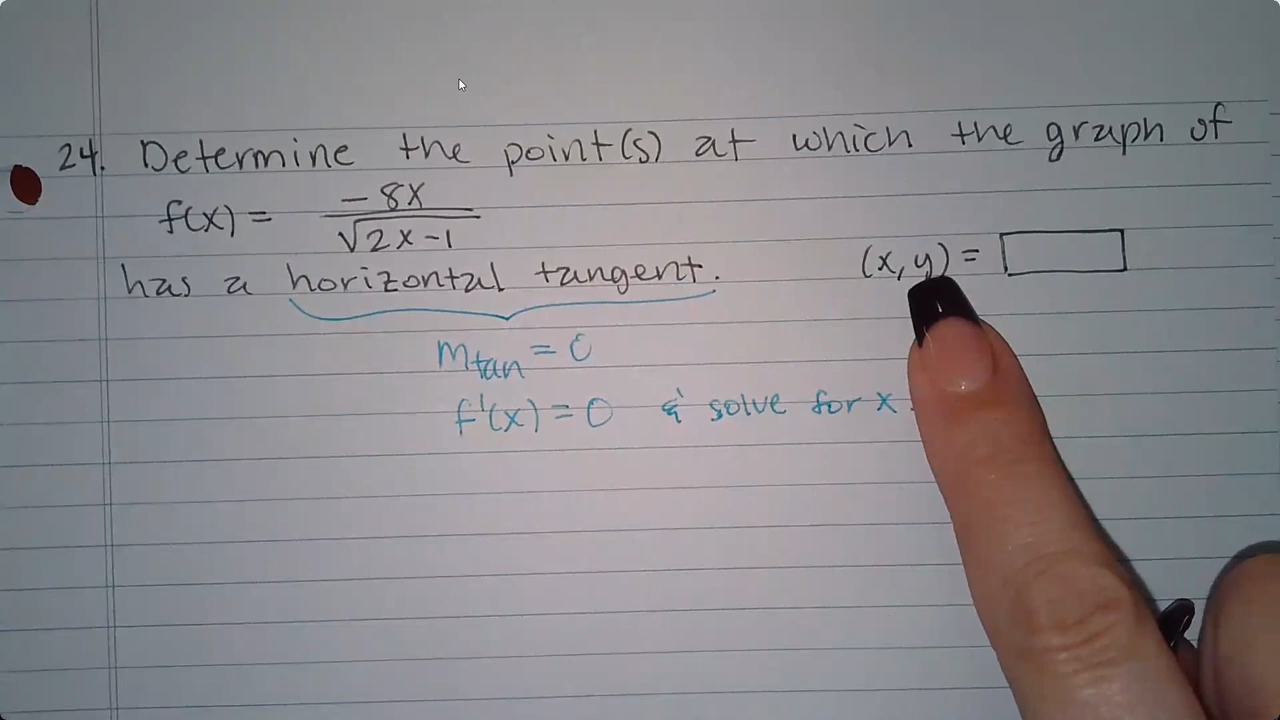 24. Determine the point(s) at which the graph of
f(x) = -8x / √2x-1
has a horizontal tangent. (x,y) =
mtan = 0
f'(x) = 0 & solve for x.